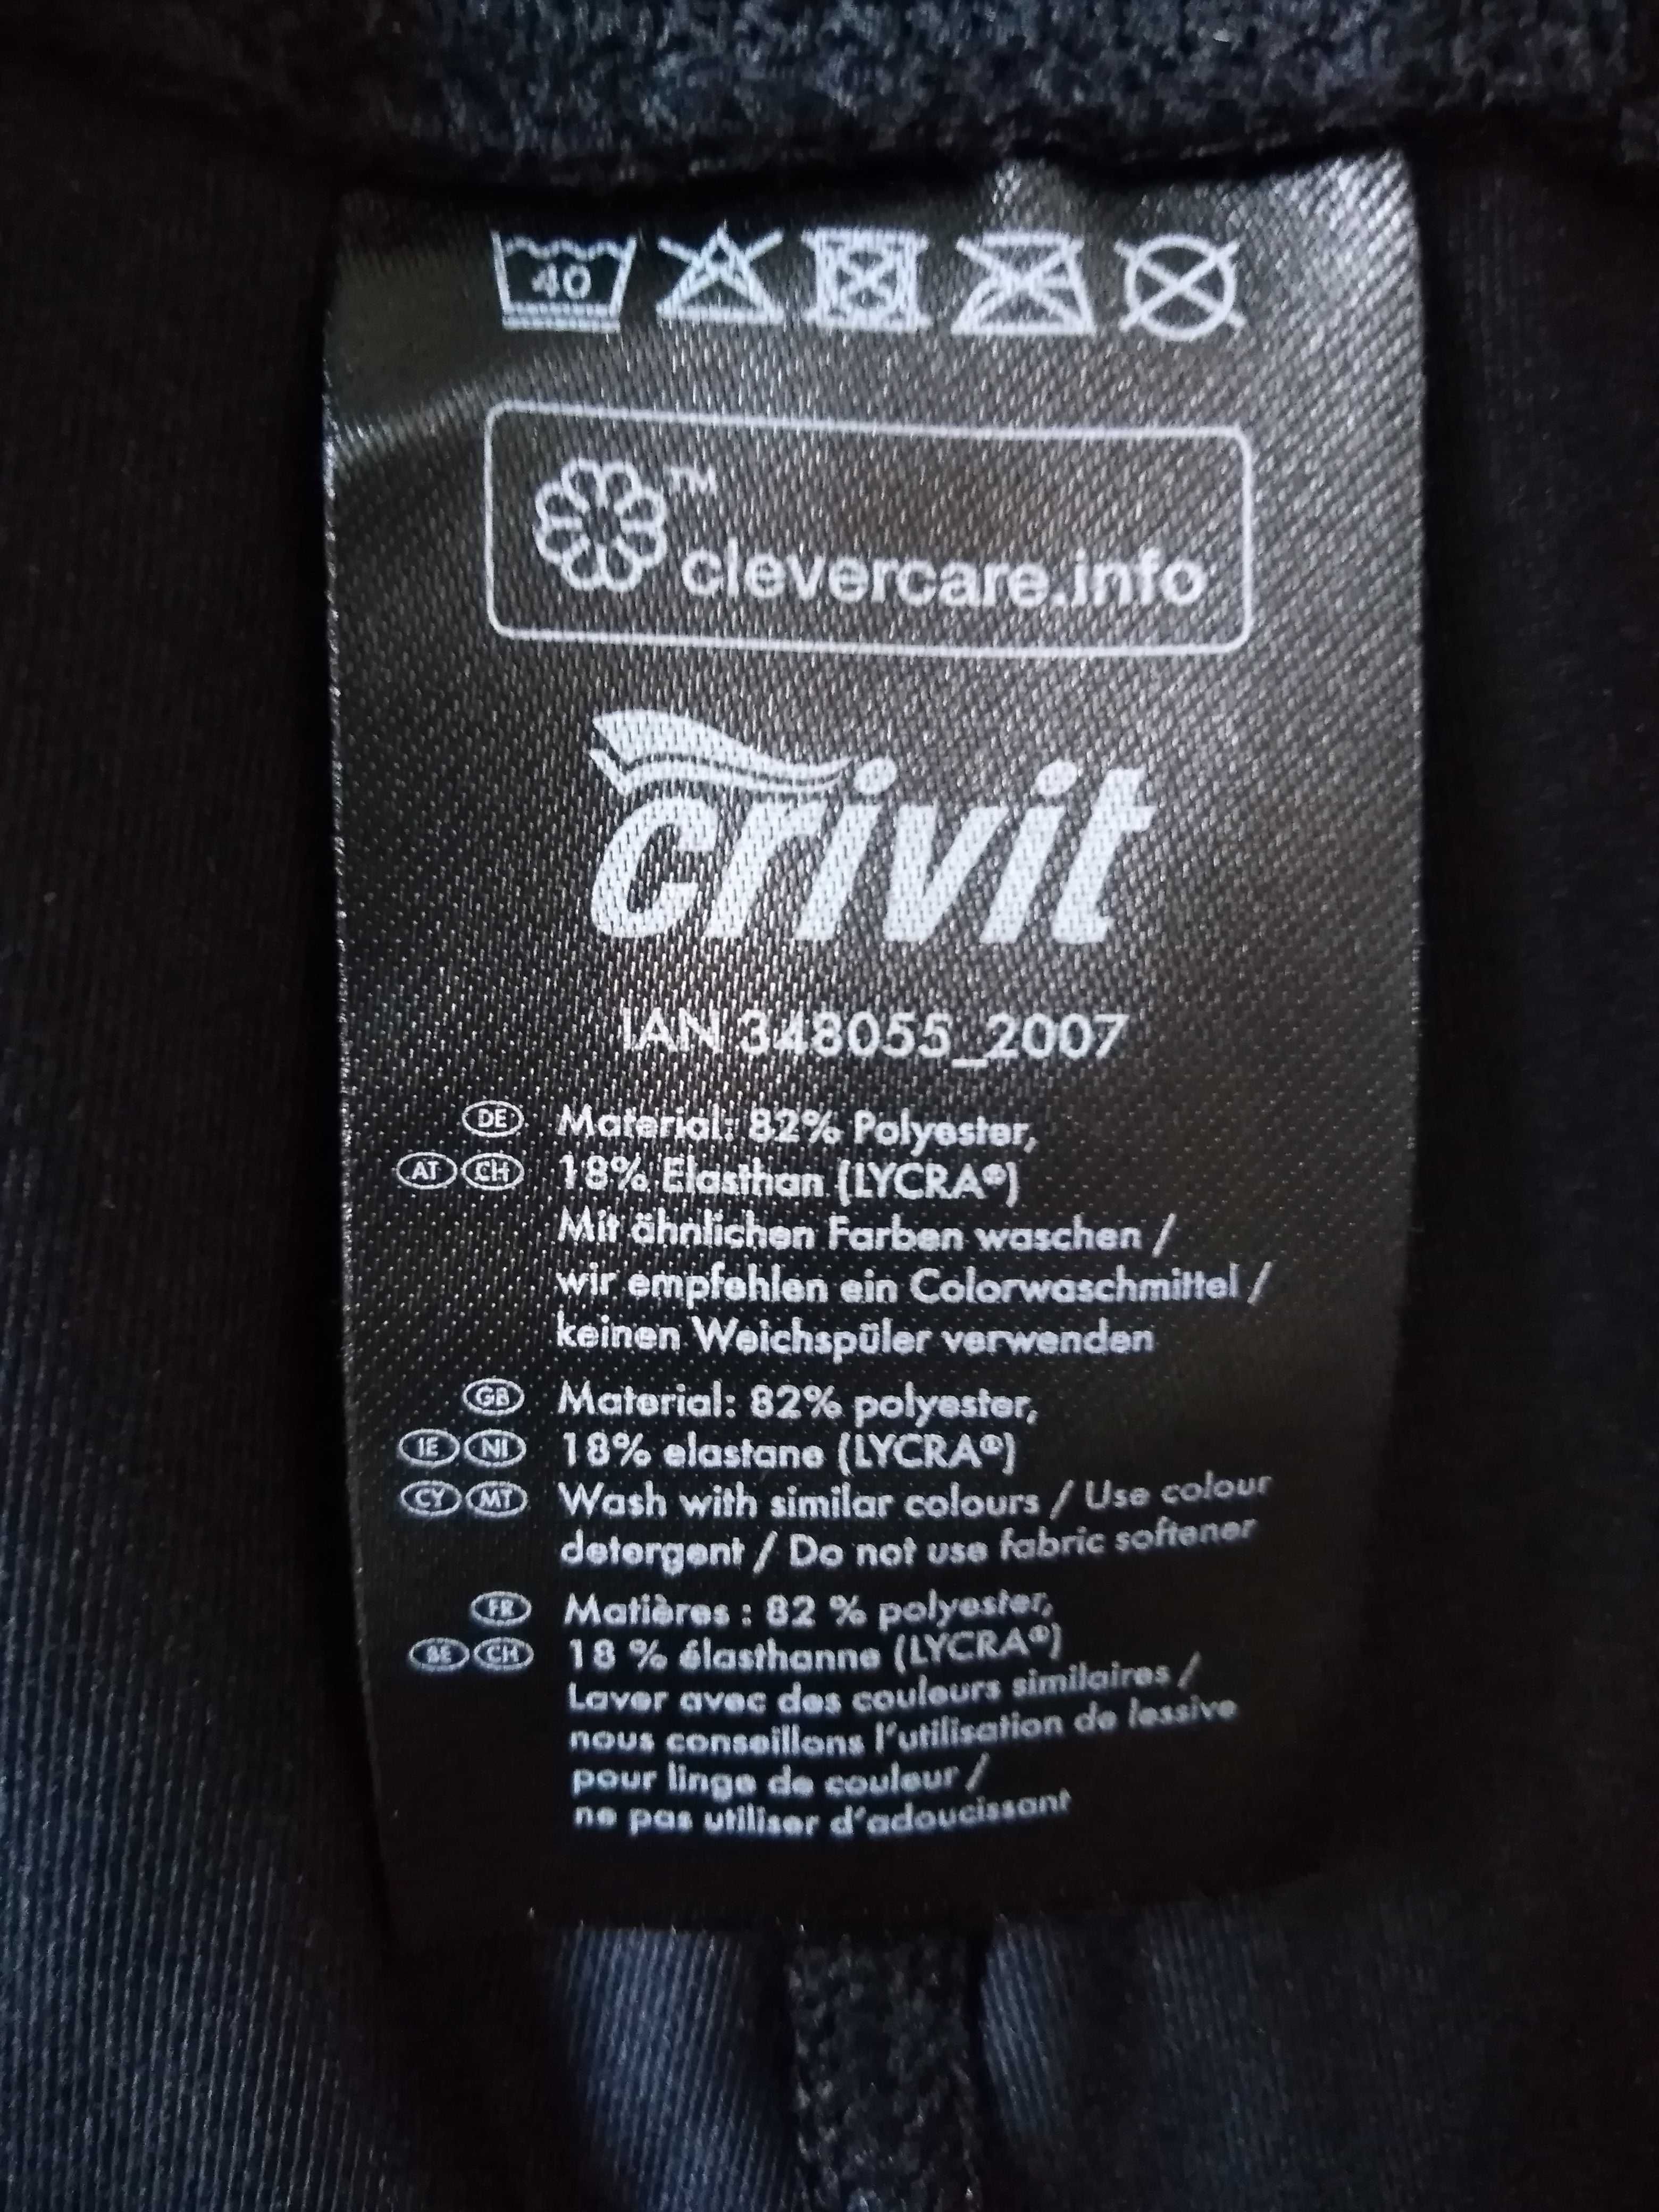 40
TM
clevercare.info
crivit
IAN 348055_2007
DE Material: 82% Polyester,
AT CH 18% Elasthan (LYCRA®)
Mit ähnlichen Farben waschen /
wir empfehlen ein Colorwaschmittel /
keinen Weichspüler verwenden
GB Material: 82% polyester,
IE NI 18% elastane (LYCRA®)
CY MT Wash with similar colours / Use colour
detergent / Do not use fabric softener
FR Matières : 82 % polyester,
BE CH 18 % élasthanne (LYCRA®)
Laver avec des couleurs similaires /
nous conseillons l'utilisation de lessive
pour linge de couleur /
ne pas utiliser d'adoucissant